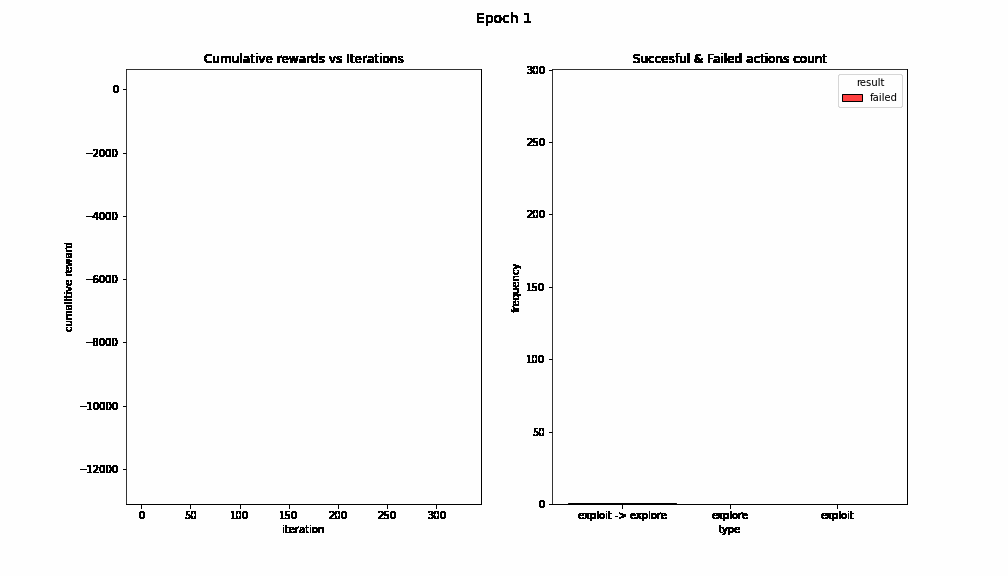 Epoch 1
Cumulative rewards vs Iterations
0
−2000
−4000
−6000
−8000
−10000
−12000
cumalitive reward
0 50 100 150 200 250 300
iteration
Succesful & Failed actions count
result
failed
300
250
200
150
100
50
0
frequency
exploit -> explore explore exploit
type